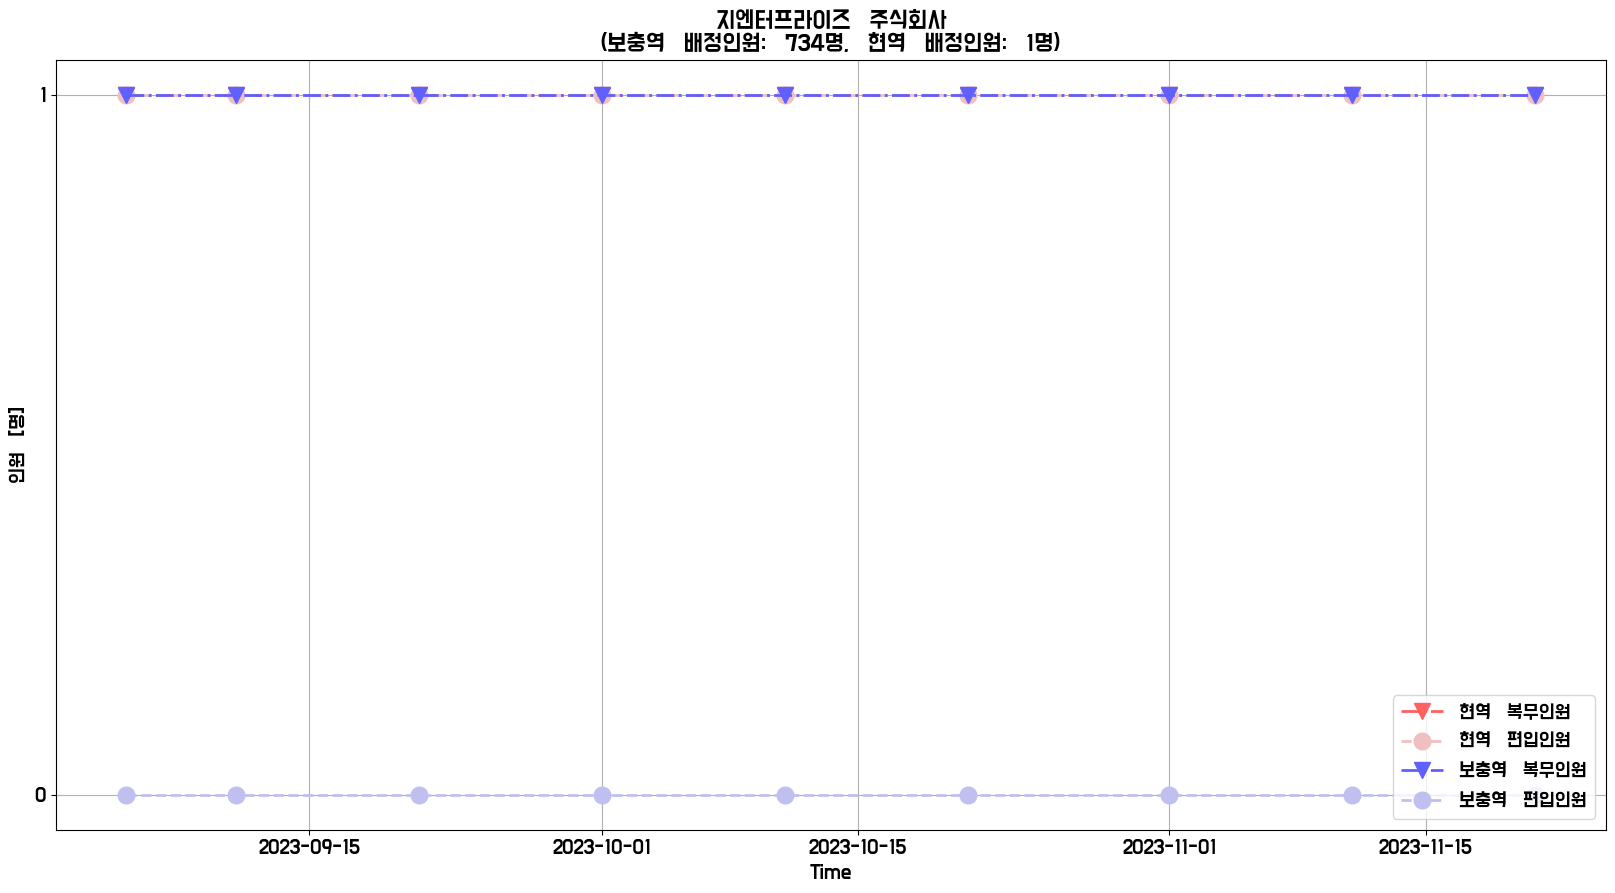 지엔터프라이즈 주식회사
(보충역 배정인원: 734명, 현역 배정인원: 1명)
1
0
인원 [명]
2023-09-15
2023-10-01
2023-10-15
2023-11-01
2023-11-15
Time
현역 복무인원
현역 편입인원
보충역 복무인원
보충역 편입인원